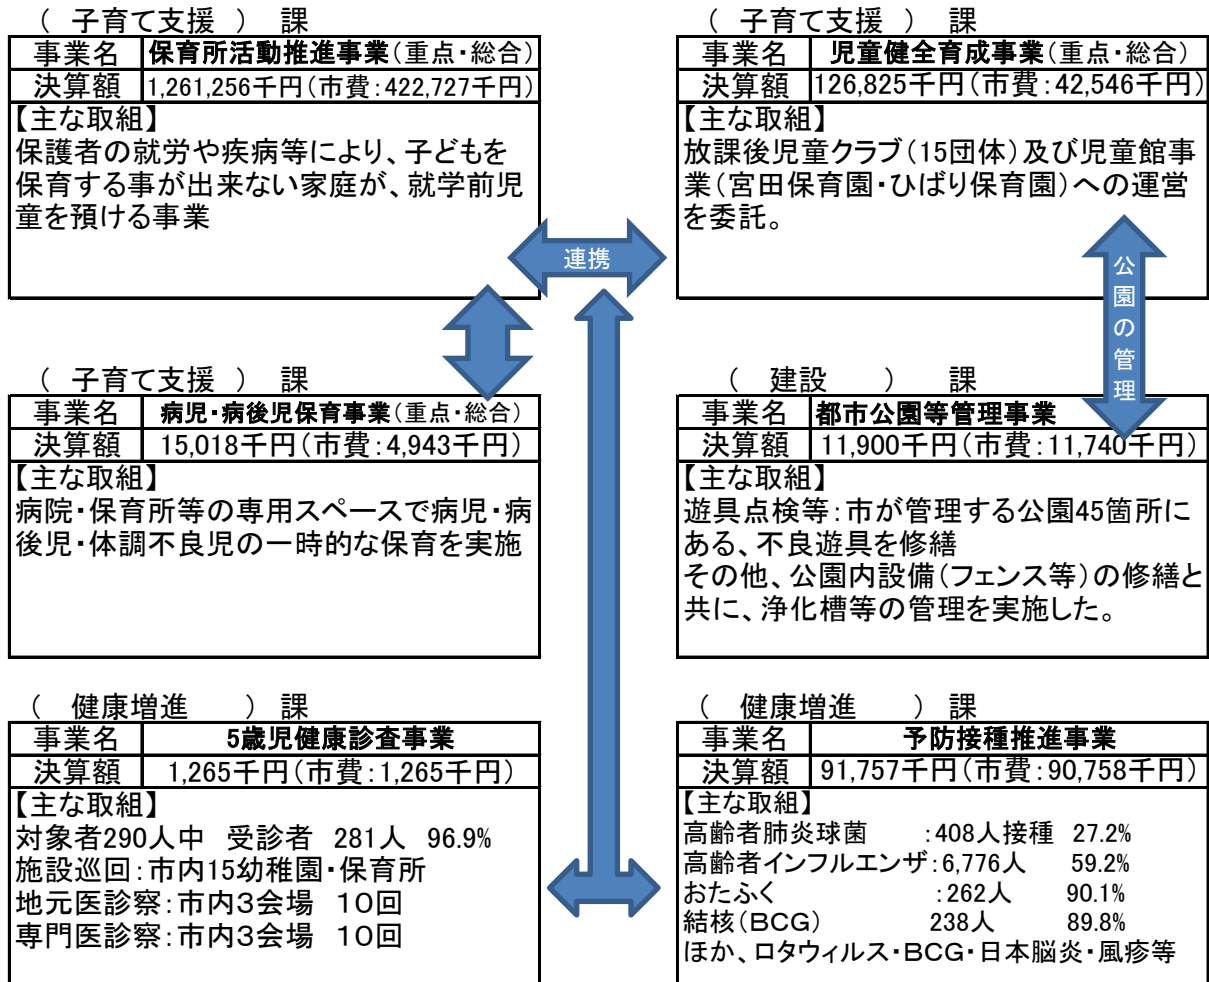 （ 子育て支援 ） 課
事業名 保育所活動推進事業（重点・総合）
決算額 1,261,256千円（市費：422,727千円）
【主な取組】
保護者の就労や疾病等により、子どもを
保育する事が出来ない家庭が、就学前児
童を預ける事業
（ 子育て支援 ） 課
事業名 児童健全育成事業（重点・総合）
決算額 126,825千円（市費：42,546千円）
【主な取組】
放課後児童クラブ（15団体）及び児童館事
業（宮田保育園・ひばり保育園）への運営
を委託。
連携
公園の管理
（ 子育て支援 ） 課
事業名 病児・病後児保育事業（重点・総合）
決算額 15,018千円（市費：4,943千円）
【主な取組】
病院・保育所等の専用スペースで病児・病
後児・体調不良児の一時的な保育を実施
（ 建設 ） 課
事業名 都市公園等管理事業
決算額 11,900千円（市費：11,740千円）
【主な取組】
遊具点検等：市が管理する公園45箇所に
ある、不良遊具を修繕
その他、公園内設備（フェンス等）の修繕と
共に、浄化槽等の管理を実施した。
（ 健康増進 ） 課
事業名 5歳児健康診査事業
決算額 1,265千円（市費：1,265千円）
【主な取組】
対象者290人中 受診者 281人 96.9%
施設巡回：市内15幼稚園・保育所
地元医診察：市内３会場 １０回
専門医診察：市内３会場 １０回
（ 健康増進 ） 課
事業名 予防接種推進事業
決算額 91,757千円（市費：90,758千円）
【主な取組】
高齢者肺炎球菌 ：408人接種 27.2%
高齢者インフルエンザ：6,776人 59.2%
おたふく ：262人 90.1%
結核（ＢＣＧ） 238人 89.8%
ほか、ロタウィルス・ＢＣＧ・日本脳炎・風疹等